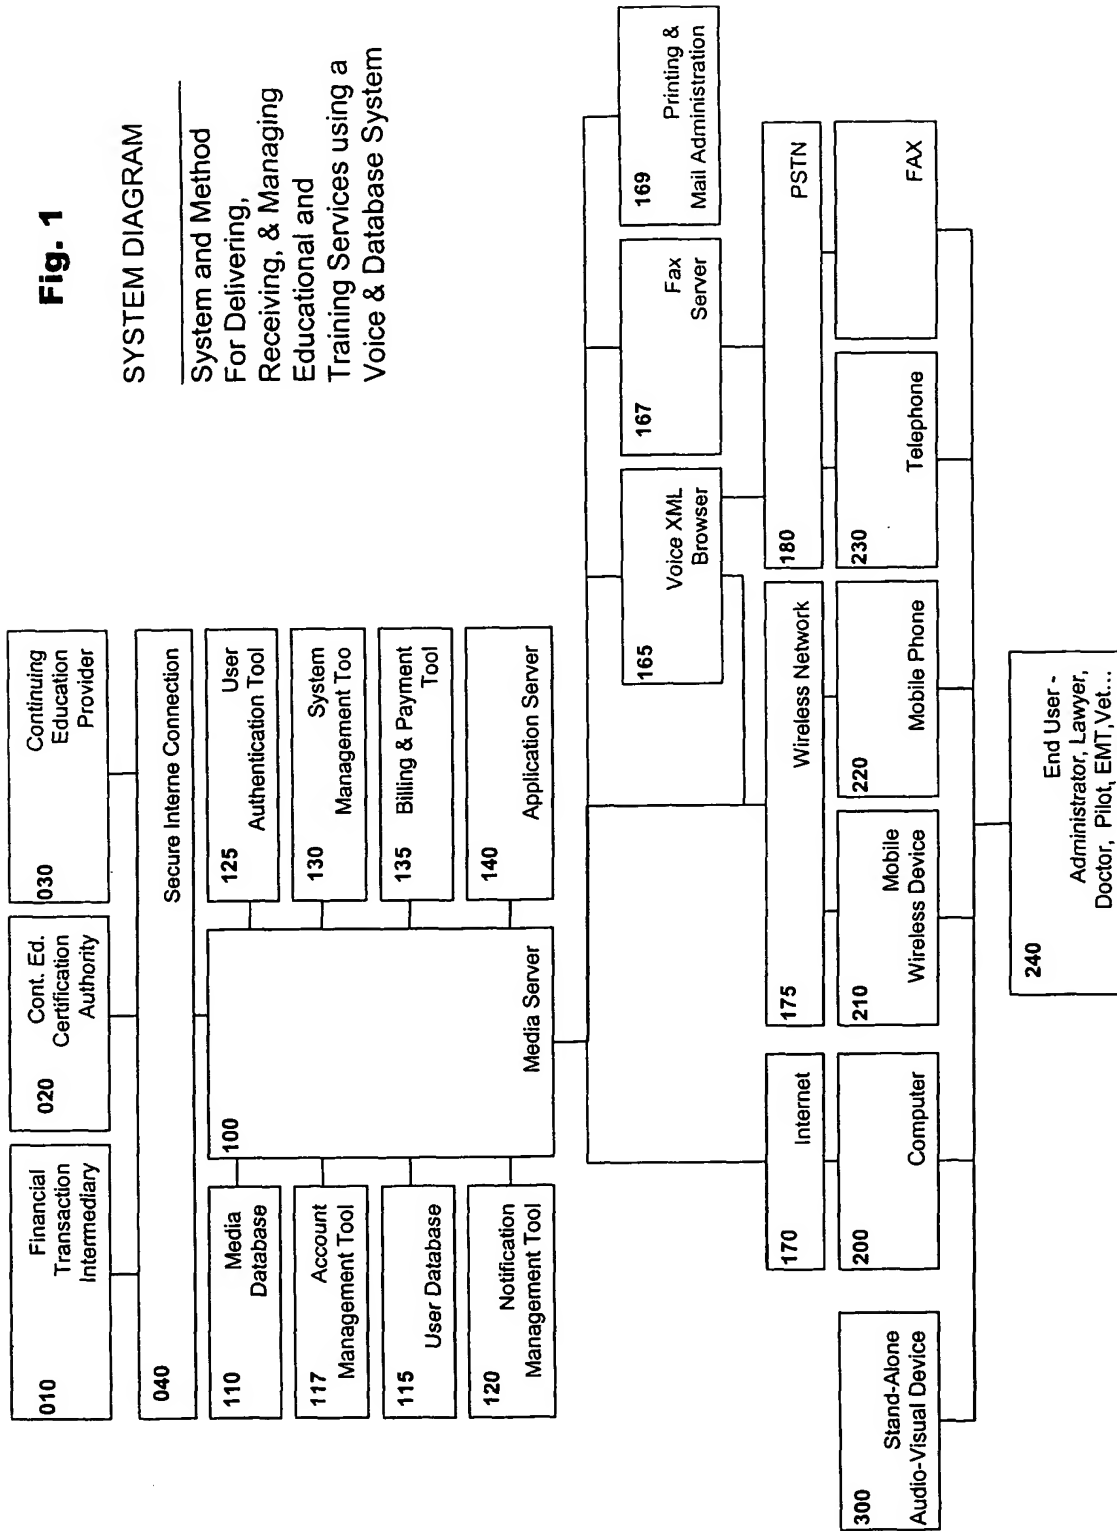 Fig. 1
SYSTEM DIAGRAM
System and Method
For Delivering,
Receiving, & Managing
Educational and
Training Services using a
Voice & Database System
010
Financial
Transaction
Intermediary
020
Cont. Ed.
Certification
Authority
030
Continuing
Education
Provider
040
Secure Interne Connection
110
Media
Database
117
Account
Management Tool
115
User Database
120
Notification
Management Tool
100
Media Server
125
User
Authentication Tool
130
System
Management Too
135
Billing & Payment
Tool
140
Application Server
165
Voice XML
Browser
167
Fax
Server
169
Printing &
Mail Administration
170
Internet
175
Wireless Network
180
PSTN
300
Stand-Alone
Audio-Visual Device
200
Computer
210
Mobile
Wireless Device
220
Mobile Phone
230
Telephone
FAX
240
End User -
Administrator, Lawyer,
Doctor, Pilot, EMT,Vet...